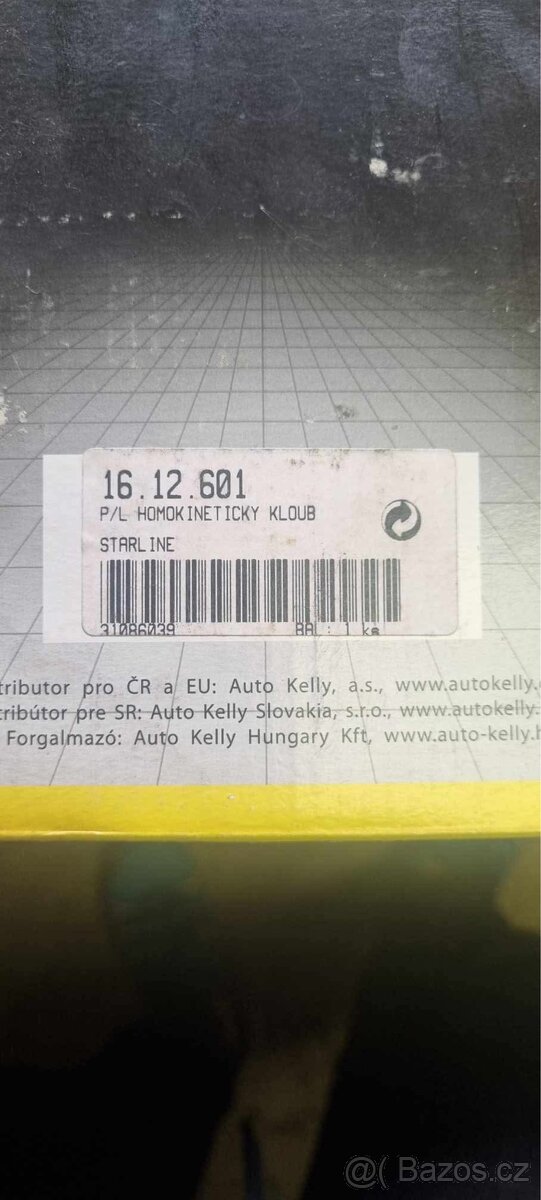 16.12.601
P/L HOMOKINETICKY KLOUB
STARLINE
31086039 BAL: 1 ks
tributor pro ČR a EU: Auto Kelly, a.s., www.autokelly.
tribútor pre SR: Auto Kelly Slovakia, s.r.o., www.autokelly.
Forgalmazó: Auto Kelly Hungary Kft, www.auto-kelly.h
@( Bazos.cz